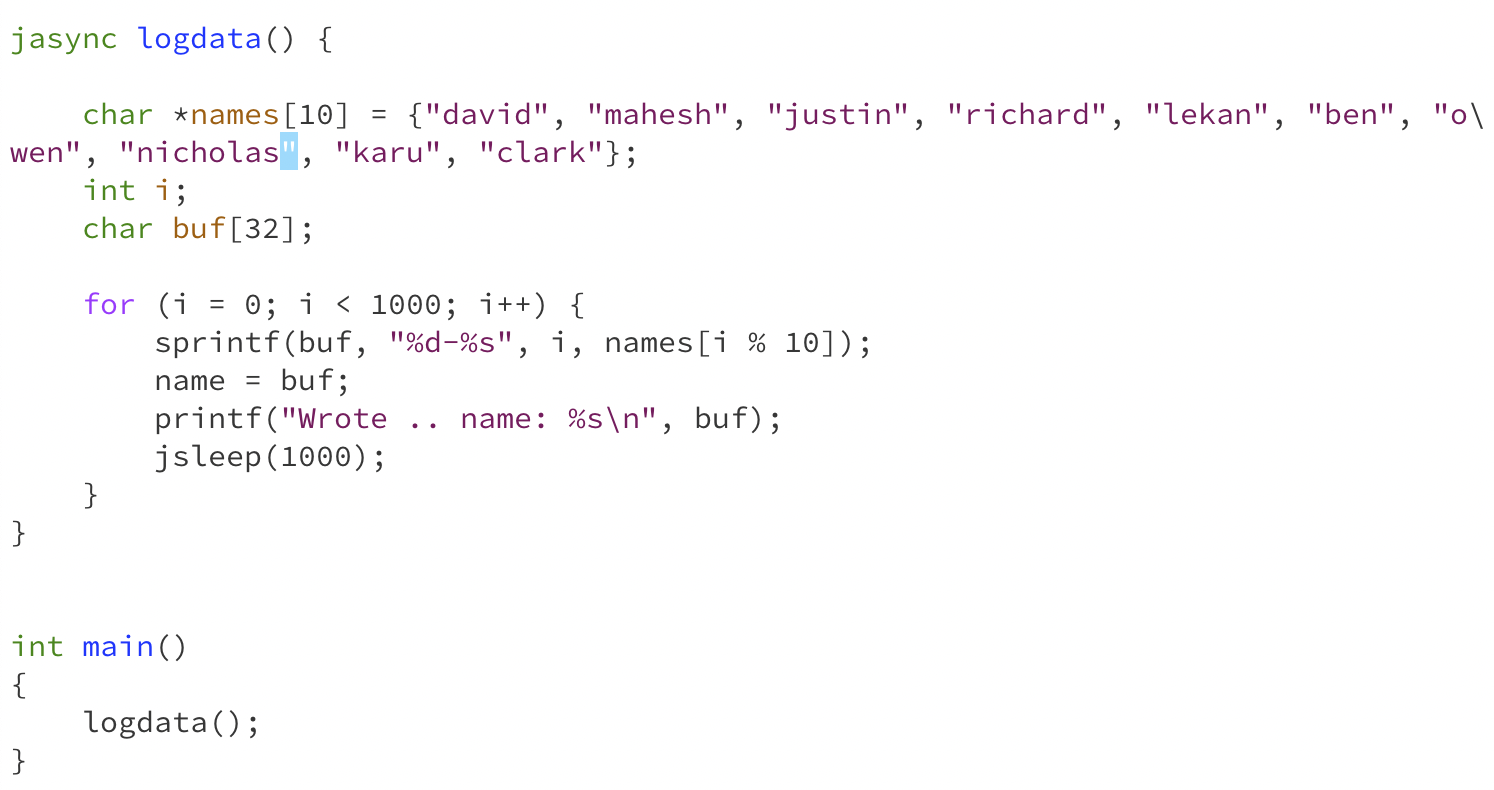 jasync logdata() {
    char *names[10] = {"david", "mahesh", "justin", "richard", "lekan", "ben", "o\
wen", "nicholas", "karu", "clark"};
    int i;
    char buf[32];
    for (i = 0; i < 1000; i++) {
        sprintf(buf, "%d-%s", i, names[i % 10]);
        name = buf;
        printf("Wrote .. name: %s\n", buf);
        jsleep(1000);
    }
}
int main()
{
    logdata();
}